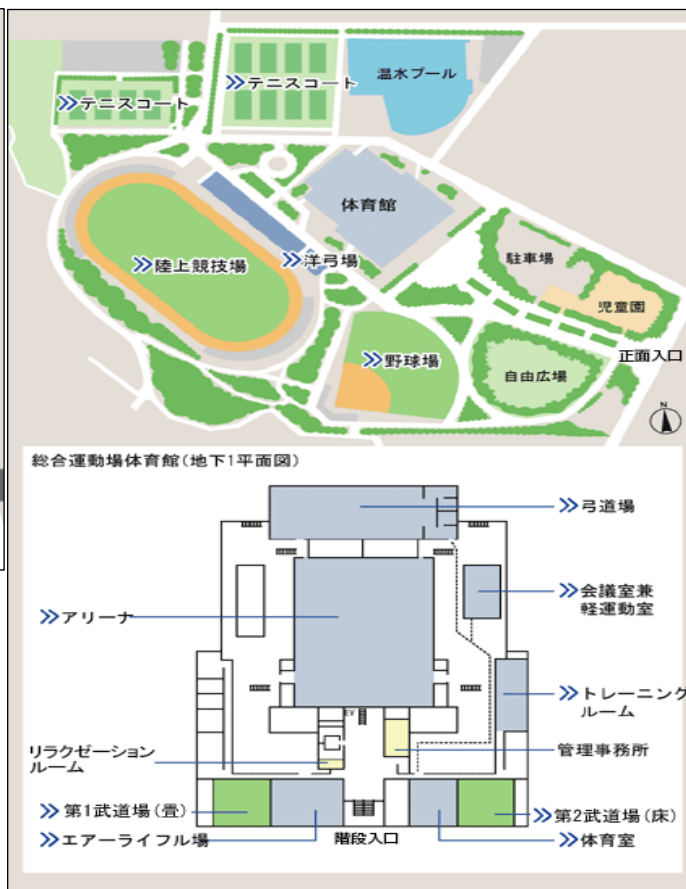 温水プール
≫テニスコート
≫テニスコート
体育館
≫洋弓場
≫陸上競技場
駐車場
児童園
正面入口
≫野球場
自由広場
N
総合運動場体育館(地下1平面図)
≫弓道場
≫会議室兼
軽運動室
≫アリーナ
≫トレーニング
ルーム
EV
リラクゼーション
ルーム
管理事務所
≫第1武道場(畳)
≫第2武道場(床)
≫エアーライフル場
階段入口
≫体育室